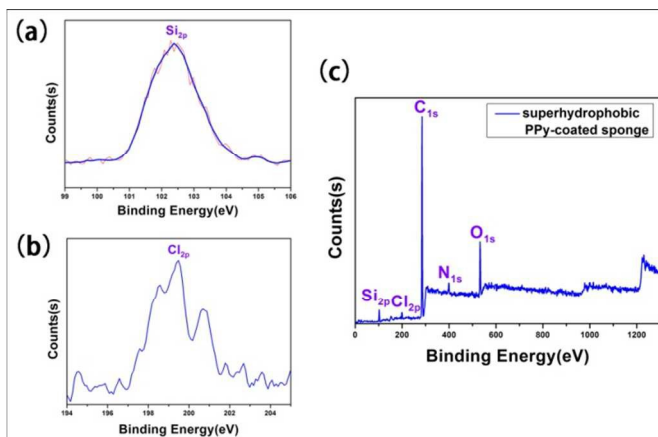 (a)
Si2p
Counts(s)
99 100 101 102 103 104 105 106
Binding Energy(eV)
(b)
Cl2p
Counts(s)
194 196 198 200 202 204
Binding Energy(eV)
(c)
superhydrophobic
PPy-coated sponge
C1s
O1s
N1s
Si2p
Cl2p
Counts(s)
0 200 400 600 800 1000 1200
Binding Energy(eV)